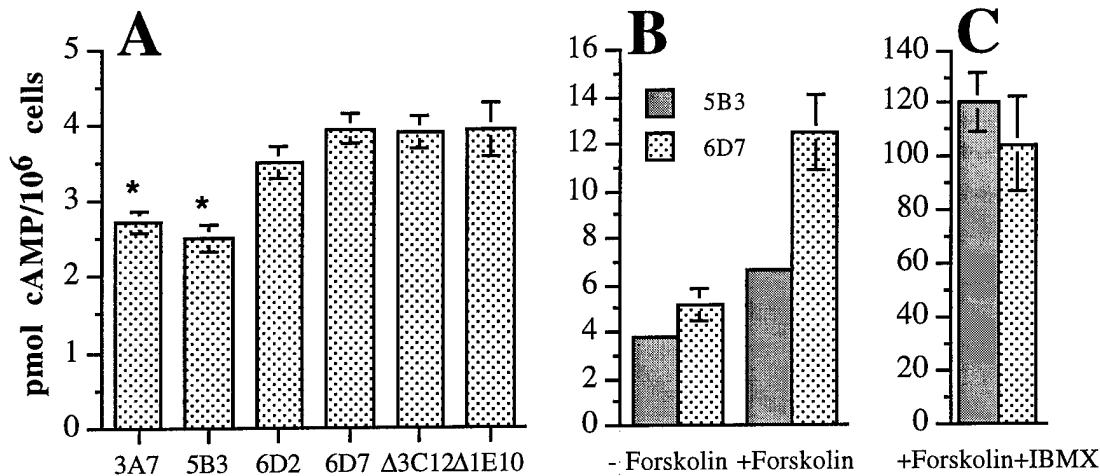 A
B
C
pmol cAMP/10⁶ cells
5
4
3
2
1
0
*
*
3A7 5B3 6D2 6D7 Δ3C12 Δ1E10
16
14
12
10
8
6
4
2
0
5B3
6D7
- Forskolin +Forskolin
140
120
100
80
60
40
20
0
+Forskolin+IBMX